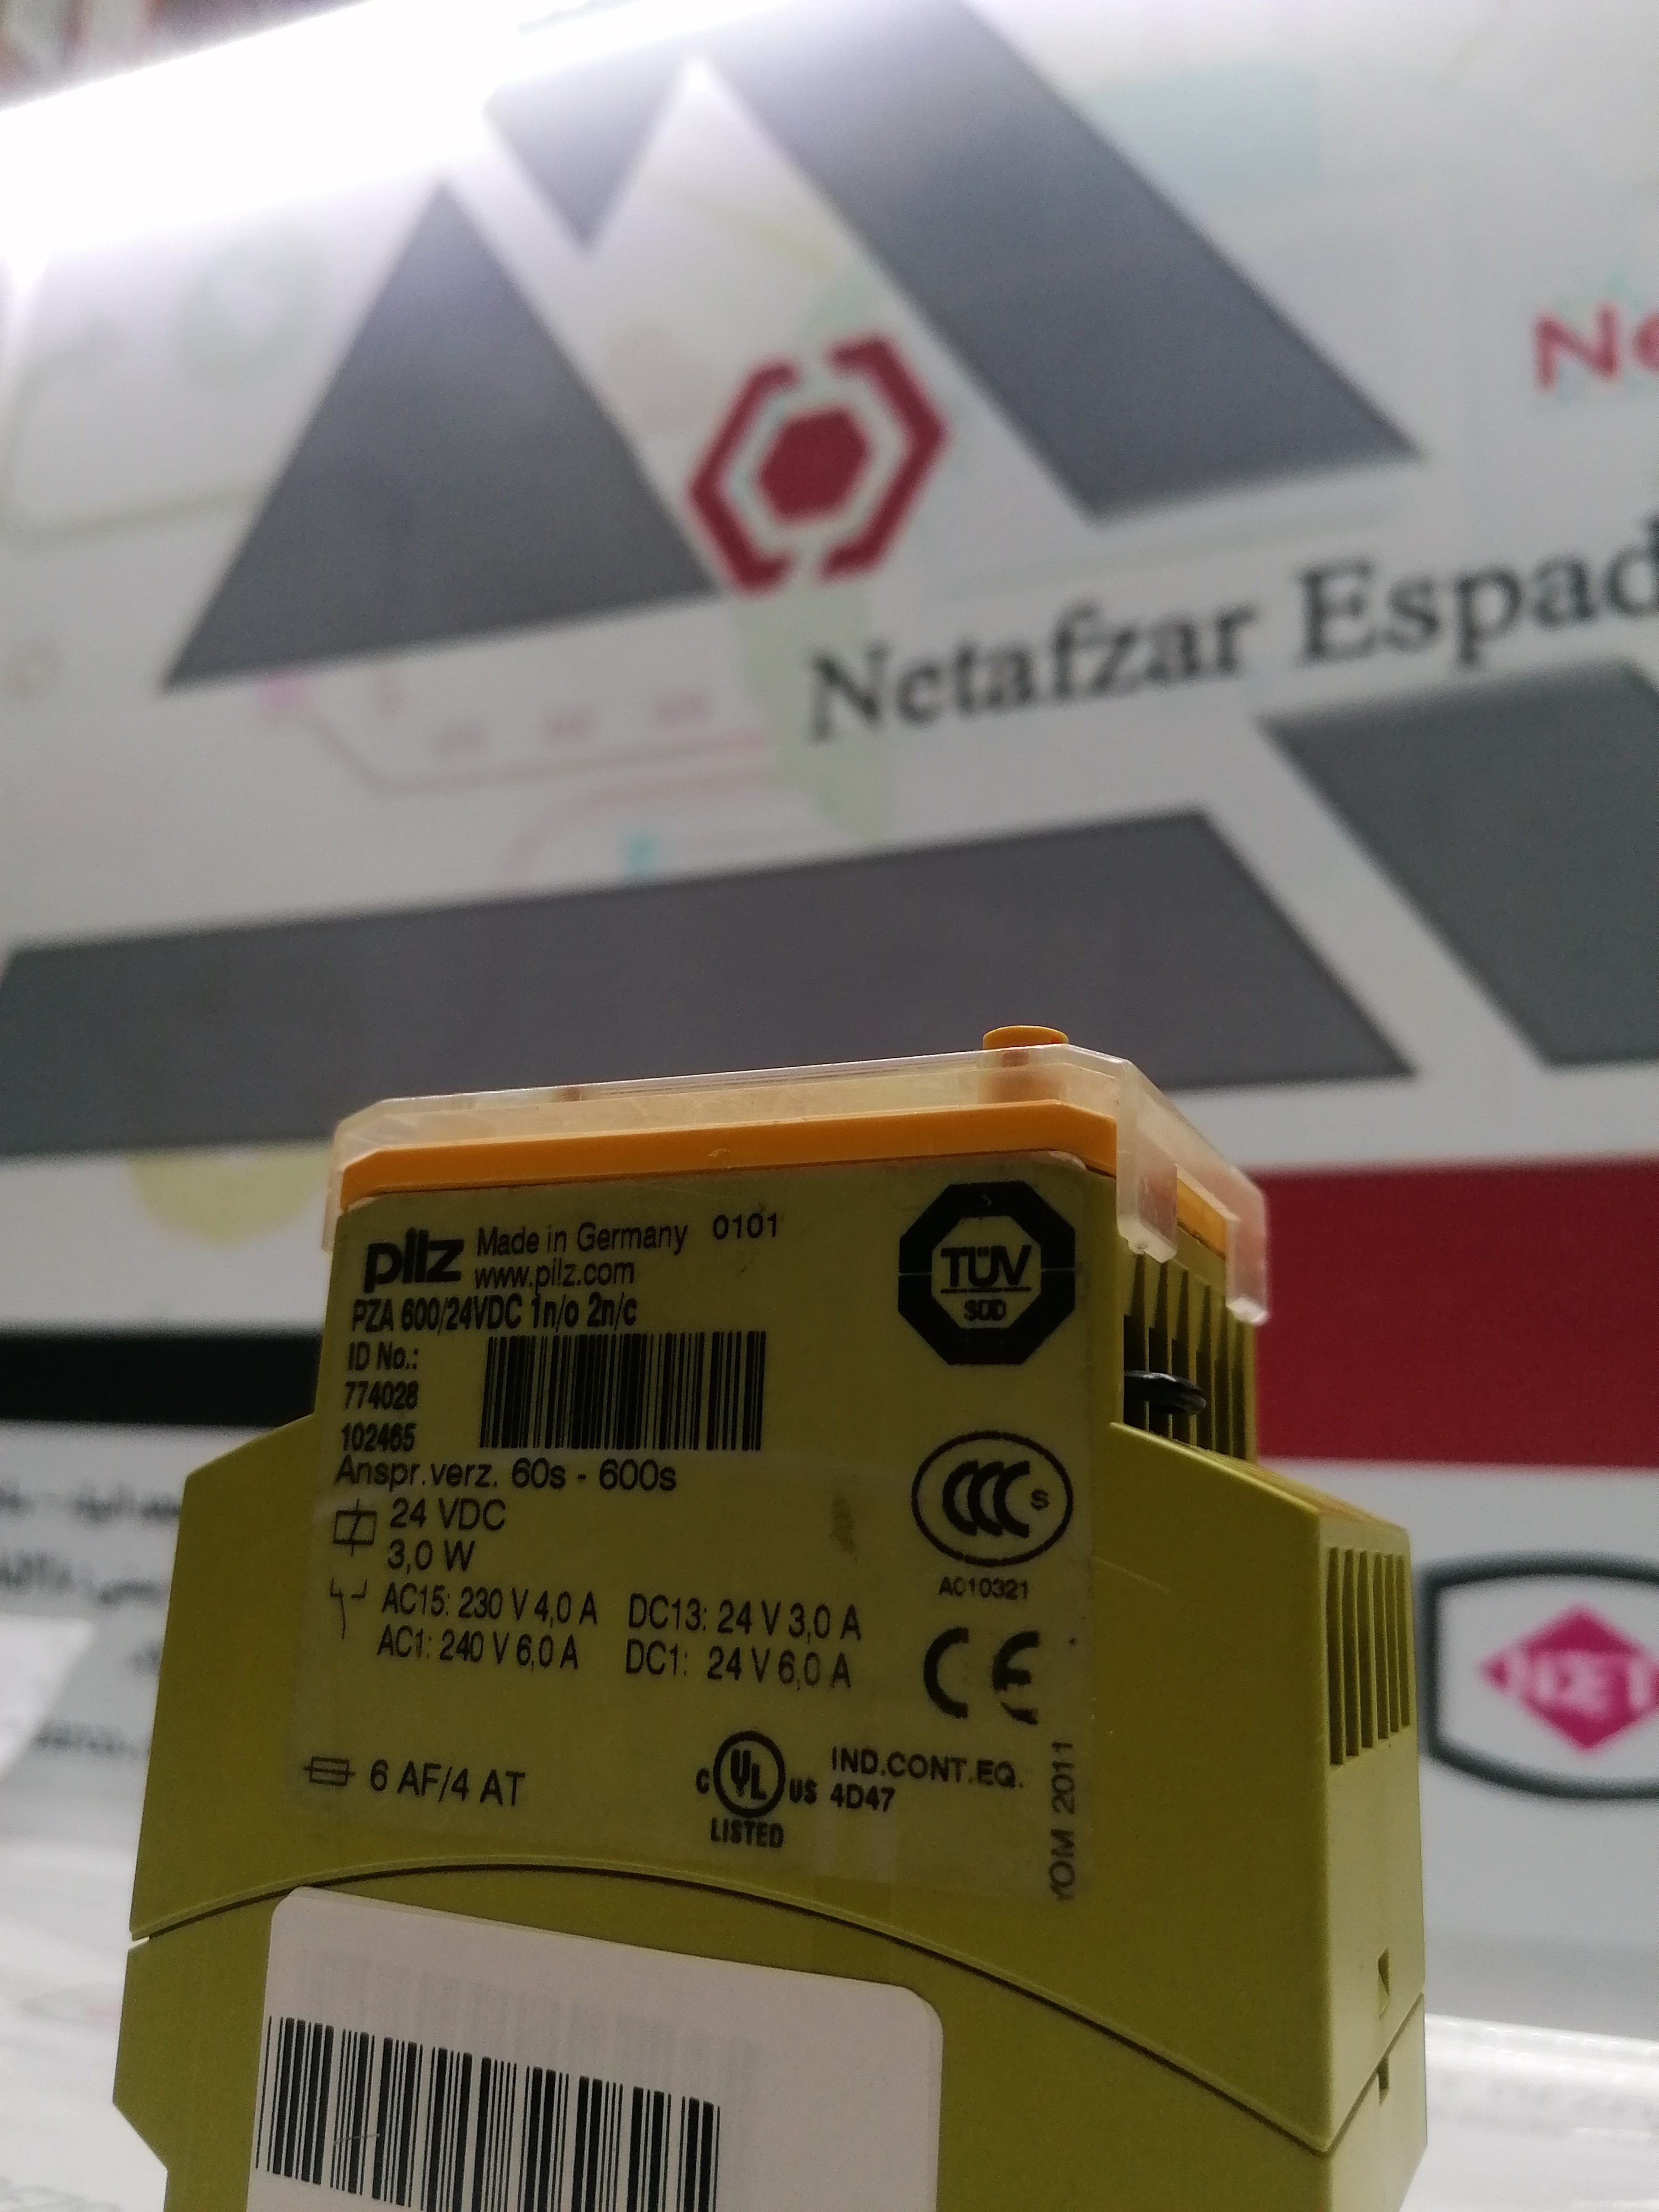 Ne
Netafzar Espad
pilz Made in Germany 0101
www.pilz.com
PZA 600/24VDC 1n/o 2n/c
ID No.:
774028
102465
Anspr.verz. 60s - 600s
24 VDC
3,0 W
AC15: 230 V 4,0 A DC13: 24 V 3,0 A
AC1: 240 V 6,0 A DC1: 24 V 6,0 A
6 AF/4 AT
TÜV
SÜD
CCC S
A010321
CE
C UL US
LISTED
IND.CONT.EQ.
4D47
YOM 2011
NET